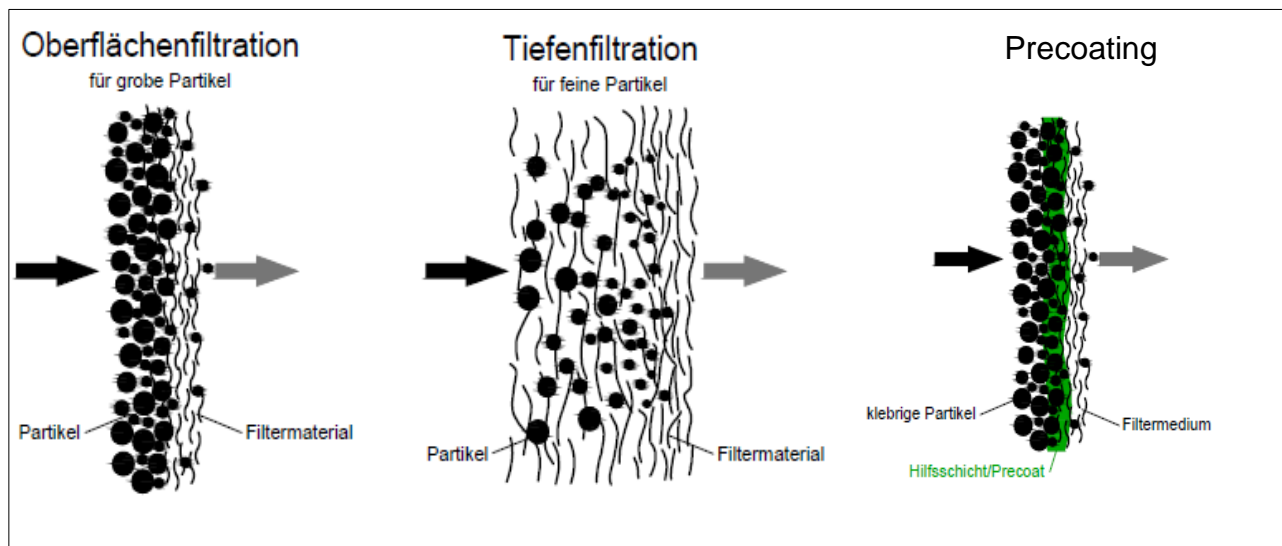 Oberflächenfiltration
für grobe Partikel
Partikel
Filtermaterial
Tiefenfiltration
für feine Partikel
Partikel
Filtermaterial
Precoating
klebrige Partikel
Filtermedium
Hilfsschicht/Precoat